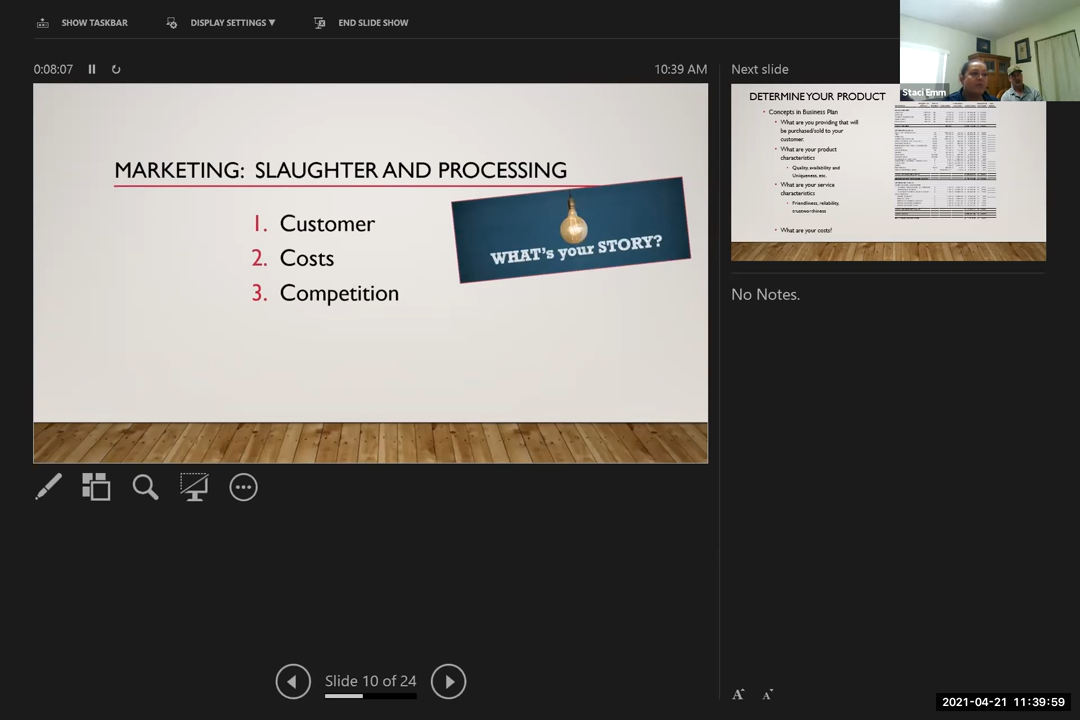 SHOW TASKBAR
DISPLAY SETTINGS ▼
END SLIDE SHOW
0:08:07
10:39 AM
MARKETING: SLAUGHTER AND PROCESSING
1. Customer
2. Costs
3. Competition
WHAT's your STORY?
Slide 10 of 24
Next slide
Staci Emm
DETERMINE YOUR PRODUCT
• Concepts in Business Plan
• What are you providing that will
be purchased/sold to your
customer.
• What are your product
characteristics
• Quality, availability and
Uniqueness, etc.
• What are your service
characteristics
• Friendliness, reliability,
trustworthiness
• What are your costs?
No Notes.
A A
2021-04-21 11:39:59